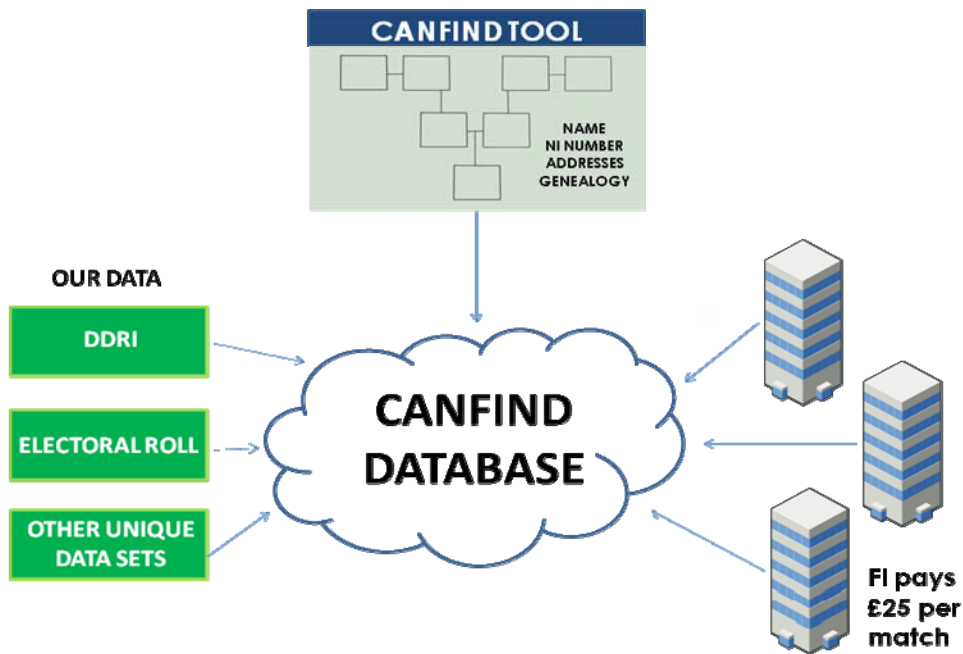 CANFIND TOOL
NAME
NI NUMBER
ADDRESSES
GENEALOGY
OUR DATA
DDRI
ELECTORAL ROLL
OTHER UNIQUE
DATA SETS
CANFIND
DATABASE
FI pays
£25 per
match